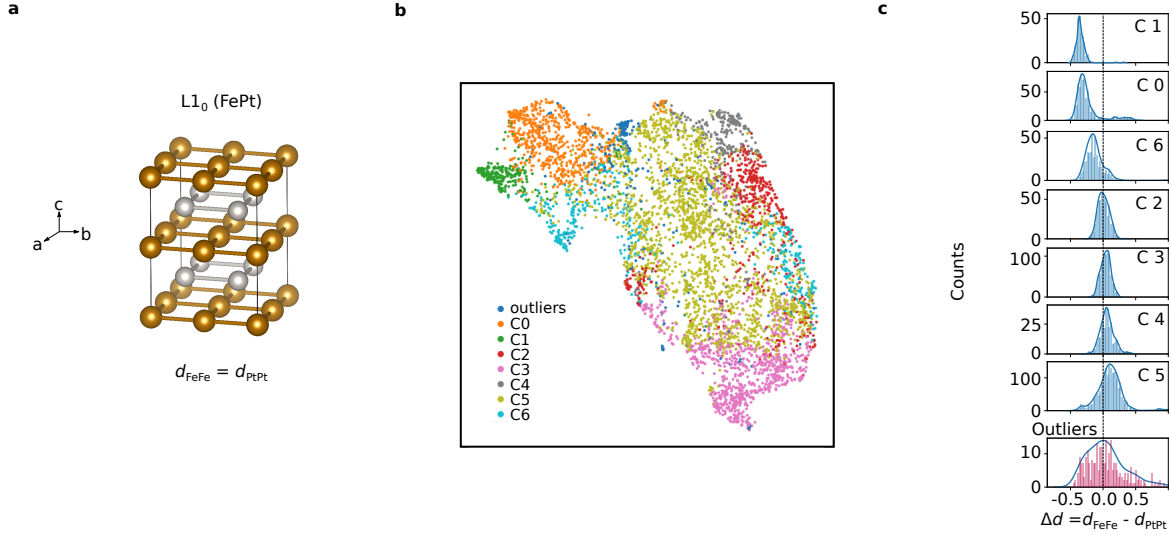 a
L1₀ (FePt)
c
a
b
d_FeFe = d_PtPt
b
outliers
C0
C1
C2
C3
C4
C5
C6
c
Counts
50
0
C 1
50
0
C 0
50
0
C 6
50
0
C 2
100
0
C 3
25
0
C 4
100
0
C 5
Outliers
10
0
-0.5 0.0 0.5
Δd =d_FeFe - d_PtPt